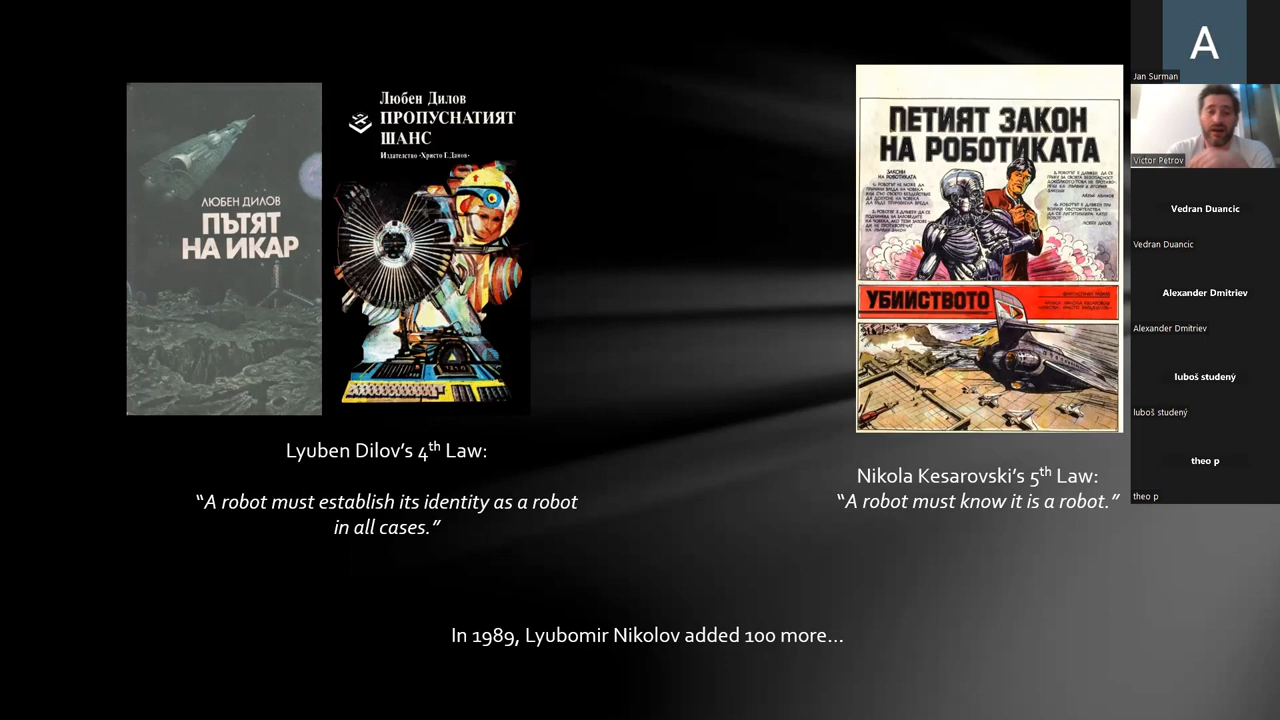 ЛЮБЕН ДИЛОВ
ПЪТЯТ
НА ИКАР
Любен Дилов
ПРОПУСНАТИЯТ
ШАНС
Издателство «Христо Г. Данов»
Lyuben Dilov’s 4th Law:
“A robot must establish its identity as a robot
in all cases.”
ПЕТИЯТ ЗАКОН
НА РОБОТИКАТА
ЗАКОНИ
НА РОБОТИКАТА
УБИЙСТВОТО
Nikola Kesarovski’s 5th Law:
“A robot must know it is a robot.”
In 1989, Lyubomir Nikolov added 100 more...
A
Jan Surman
Victor Petrov
Vedran Duancic
Vedran Duancic
Alexander Dmitriev
Alexander Dmitriev
luboš studený
luboš studený
theo p
theo p